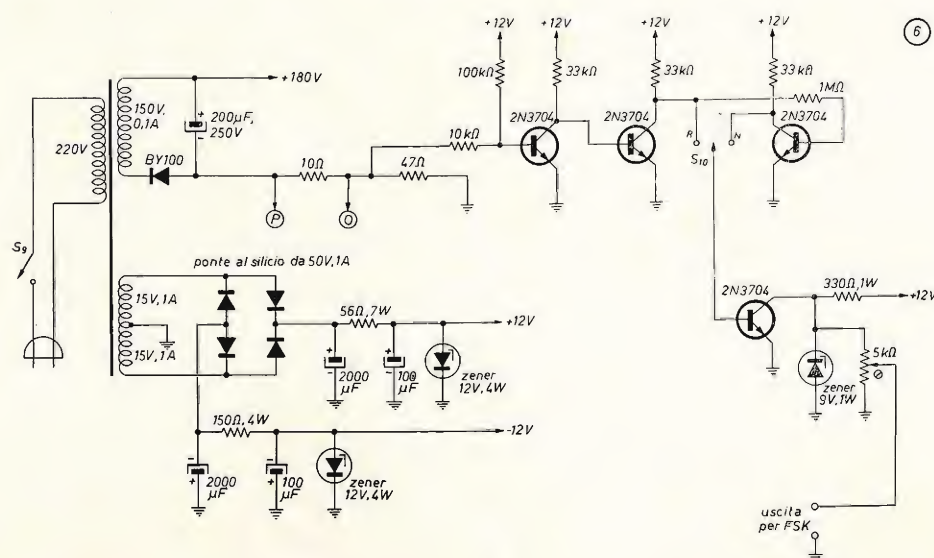 6
+12V
+12V
+12V
+12V
100kΩ
33kΩ
33kΩ
33kΩ
1MΩ
+180V
150V,
0,1A
200µF,
250V
+
-
220V
BY100
10Ω
47Ω
10kΩ
2N3704
2N3704
2N3704
R
N
S10
P
O
S9
ponte al silicio da 50V,1A
15V,1A
15V,1A
56Ω,7W
+12V
+
-
2000
µF
+
-
100
µF
zener
12V,4W
150Ω,4W
-12V
-
+
2000
µF
-
+
100
µF
zener
12V,4W
2N3704
330Ω,1W
+12V
5kΩ
zener
9V,1W
uscita
per FSK